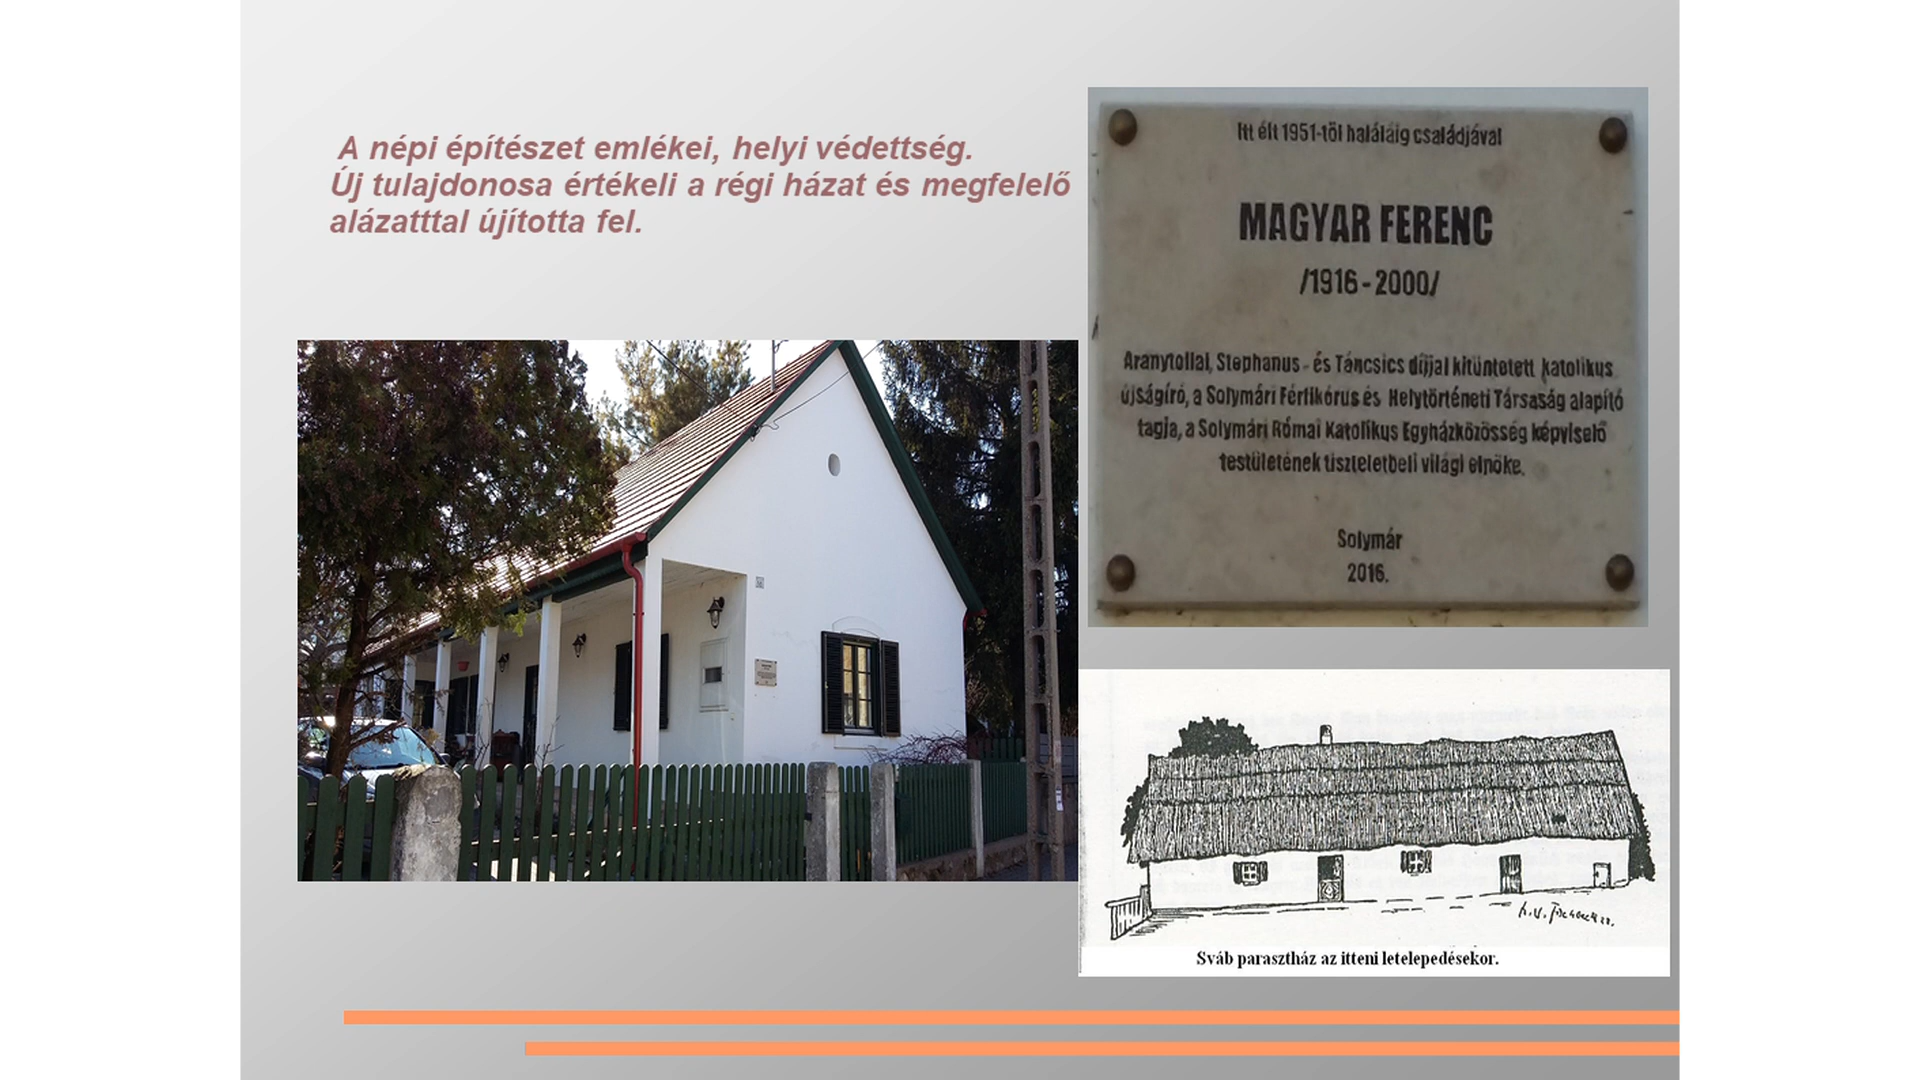 A népi építészet emlékei, helyi védettség.
Új tulajdonosa értékeli a régi házat és megfelelő
alázatttal újította fel.
Itt élt 1951-től haláláig családjával
MAGYAR FERENC
/1916-2000/
Aranytollal, Stephanus - és Táncsics díjjal kitüntetett katolikus
újságíró, a Solymári Férfikórus és Helytörténeti Társaság alapító
tagja, a Solymári Római Katolikus Egyházközösség képviselő
testületének tiszteletbeli világi elnöke.
Solymár
2016.
Sváb parasztház az itteni letelepedésekor.